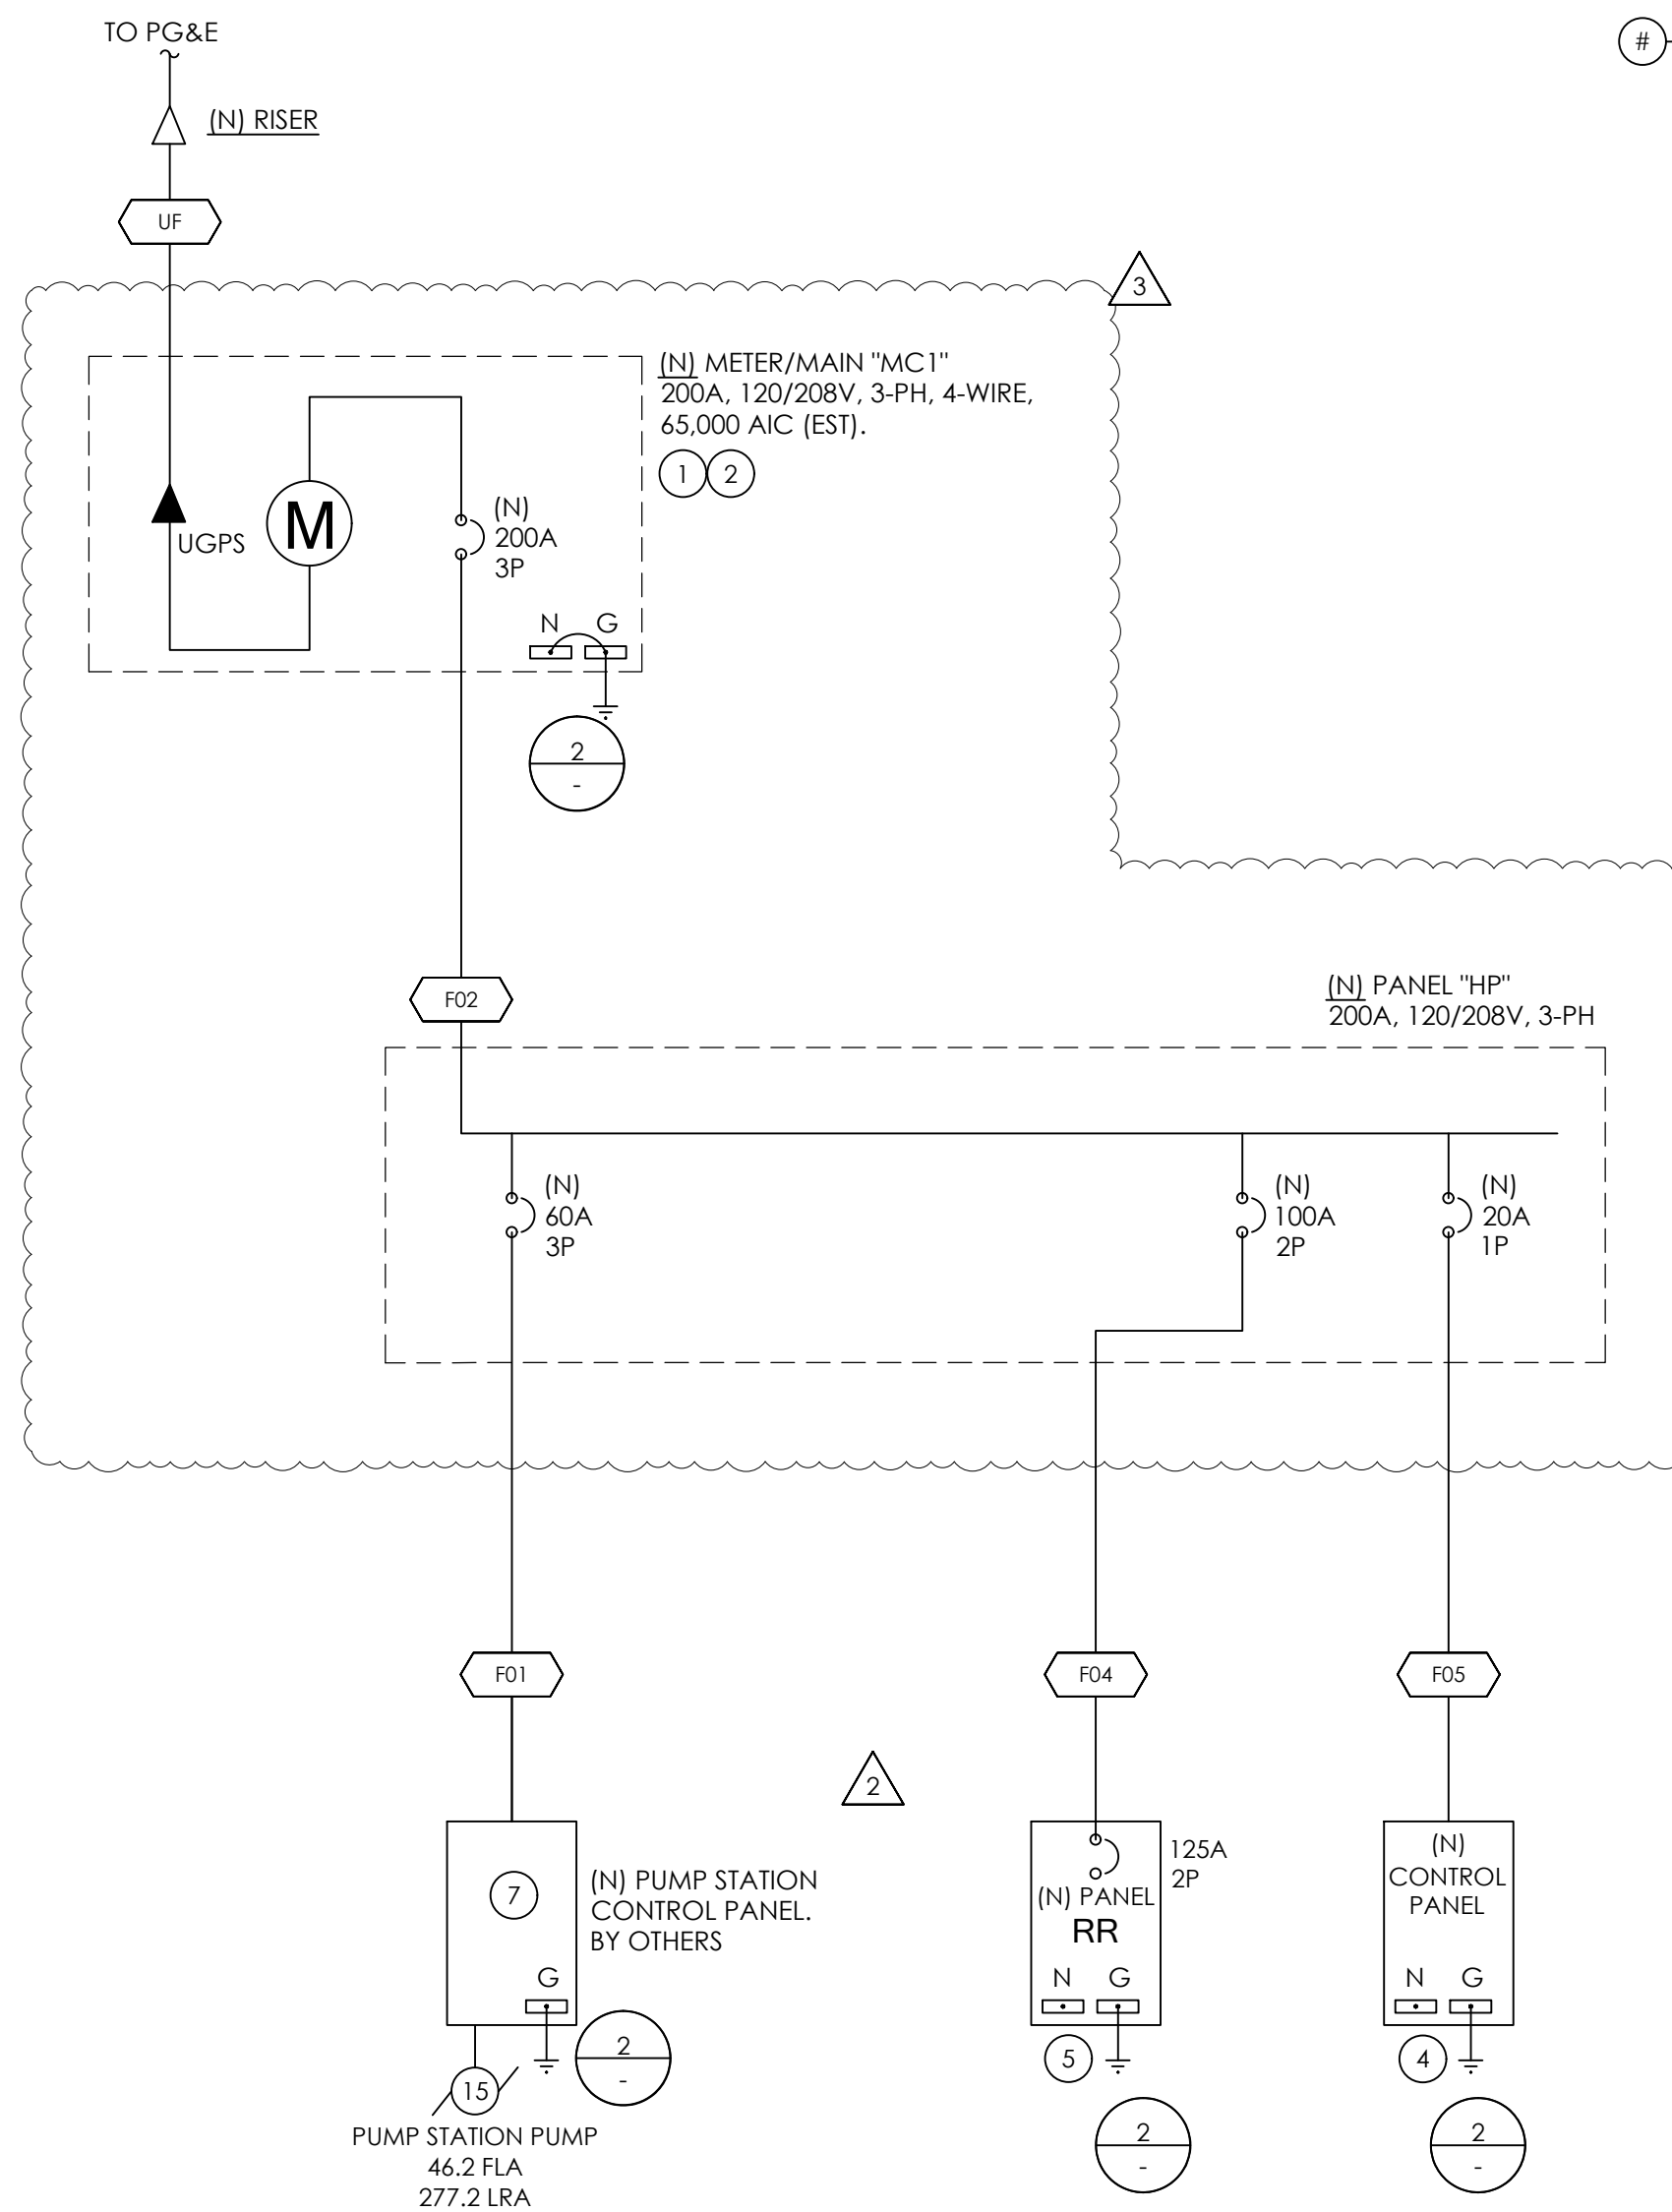 TO PG&E
#
(N) RISER
UF
3
(N) METER/MAIN "MC1"
200A, 120/208V, 3-PH, 4-WIRE,
65,000 AIC (EST).
1 2
(N)
200A
3P
M
UGPS
N G
2
-
F02
(N) PANEL "HP"
200A, 120/208V, 3-PH
(N)
60A
3P
(N)
100A
2P
(N)
20A
1P
F01
F04
F05
2
7
(N) PUMP STATION
CONTROL PANEL.
BY OTHERS
G
2
-
15
PUMP STATION PUMP
46.2 FLA
277.2 LRA
125A
2P
(N) PANEL
RR
N G
5
2
-
(N)
CONTROL
PANEL
N G
4
2
-